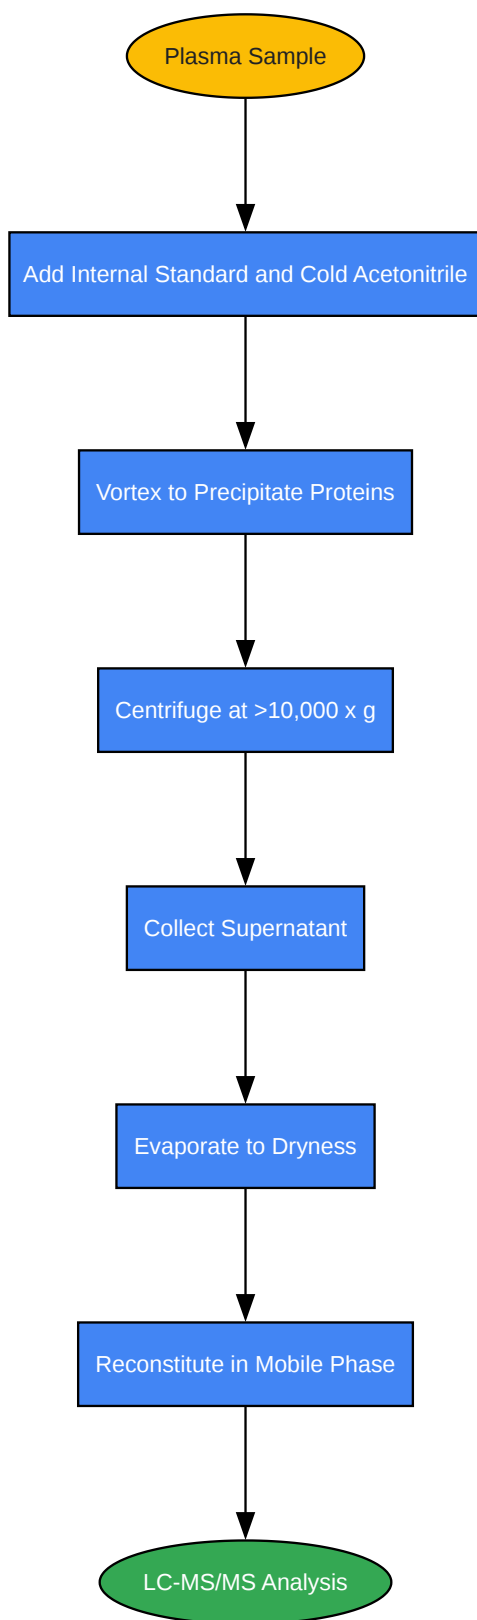 Plasma Sample
Add Internal Standard and Cold Acetonitrile
Vortex to Precipitate Proteins
Centrifuge at >10,000 x g
Collect Supernatant
Evaporate to Dryness
Reconstitute in Mobile Phase
LC-MS/MS Analysis